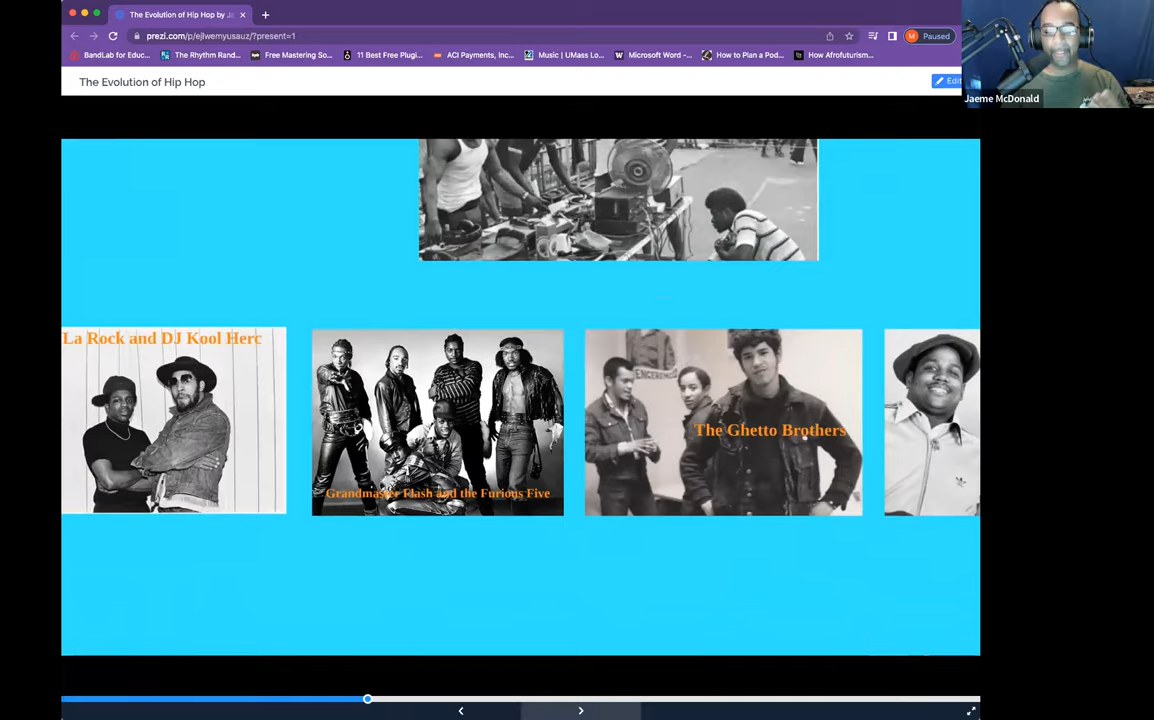 The Evolution of Hip Hop by Ja
prezi.com/p/ejlwemyusauz/?present=1
M Paused
BandLab for Educ... The Rhythm Rand... Free Mastering So... 11 Best Free Plugi... ACI Payments, Inc... Music | UMass Lo... Microsoft Word -... How to Plan a Pod... How Afrofuturism...
The Evolution of Hip Hop
Edit
Jaeme McDonald
La Rock and DJ Kool Herc
The Ghetto Brothers
Grandmaster Flash and the Furious Five